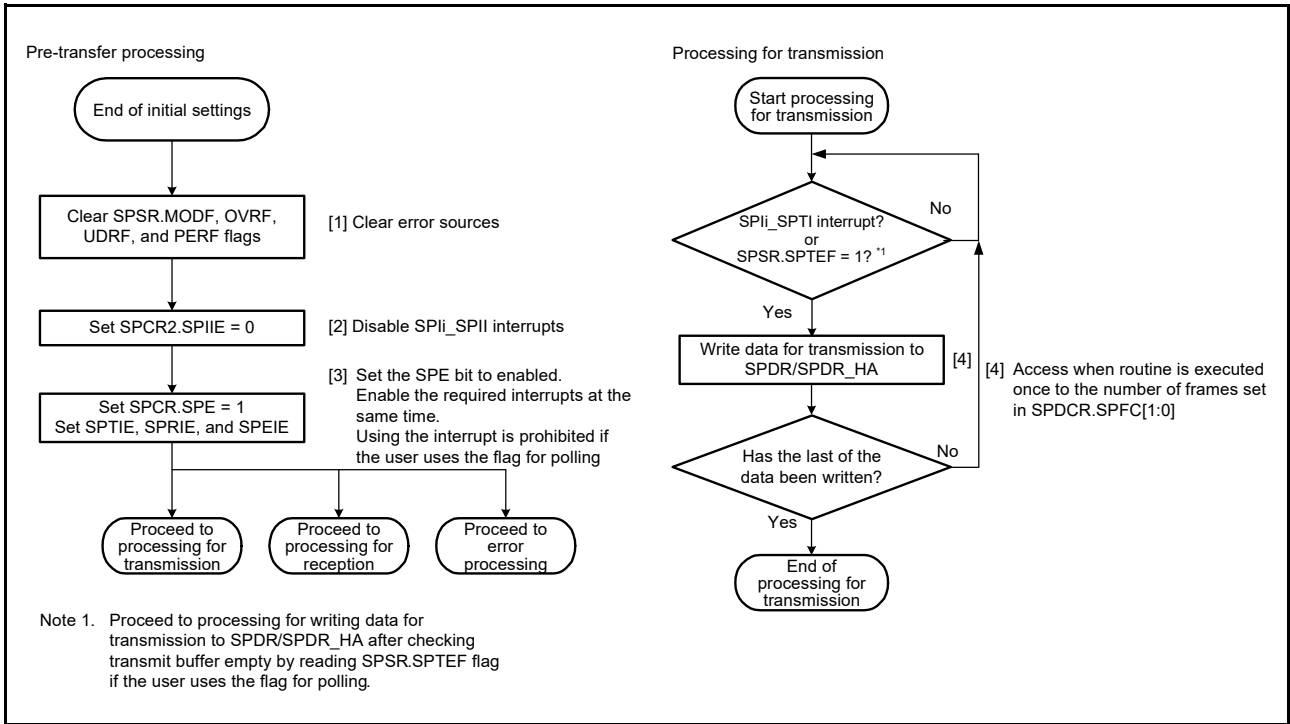 Pre-transfer processing
End of initial settings
Clear SPSR.MODF, OVRF,
UDRF, and PERF flags
[1] Clear error sources
Set SPCR2.SPIIE = 0
[2] Disable SPIi_SPII interrupts
Set SPCR.SPE = 1
Set SPTIE, SPRIE, and SPEIE
[3] Set the SPE bit to enabled.
Enable the required interrupts at the
same time.
Using the interrupt is prohibited if
the user uses the flag for polling
Proceed to
processing for
transmission
Proceed to
processing for
reception
Proceed to
error
processing
Note 1. Proceed to processing for writing data for
transmission to SPDR/SPDR_HA after checking
transmit buffer empty by reading SPSR.SPTEF flag
if the user uses the flag for polling.
Processing for transmission
Start processing
for transmission
SPIi_SPTI interrupt?
or
SPSR.SPTEF = 1? *1
No
Yes
Write data for transmission to
SPDR/SPDR_HA
[4]
[4] Access when routine is executed
once to the number of frames set
in SPDCR.SPFC[1:0]
Has the last of the
data been written?
No
Yes
End of
processing for
transmission